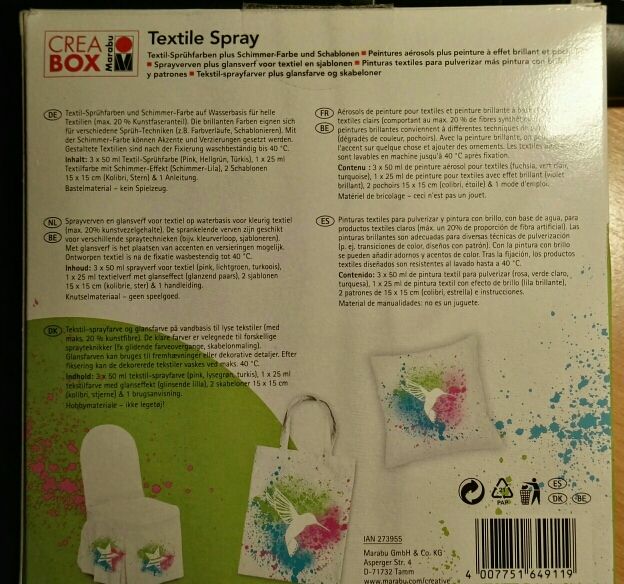 CREA
BOX
Marabu
Textile Spray
Textil-Sprühfarben plus Schimmer-Farbe und Schablonen ■ Peintures aérosols plus peinture à effet brillant et
■ Sprayverven plus glansverf voor textiel en sjablonen ■ Pinturas textiles para pulverizar más pintura con
y patrones ■ Tekstil-sprayfarver plus glansfarve og skabeloner
DE Textil-Sprühfarben und Schimmer-Farbe auf Wasserbasis für helle
Textilien (max. 20 % Kunstfaseranteil). Die brillanten Farben eignen sich
für verschiedene Sprüh-Techniken (z.B. Farbverläufe, Schablonieren). Mit
der Schimmer-Farbe können Akzente und Verzierungen gesetzt werden.
Gestaltete Textilien sind nach der Fixierung waschbeständig bis 40 °C.
Inhalt: 3 x 50 ml Textil-Sprühfarbe (Pink, Hellgrün, Türkis), 1 x 25 ml
Textilfarbe mit Schimmer-Effekt (Schimmer-Lila), 2 Schablonen
15 x 15 cm (Kolibri, Stern) & 1 Anleitung.
Bastelmaterial – kein Spielzeug.
NL BE Sprayverven en glansverf voor textiel op waterbasis voor kleurig textiel
(max. 20% kunstvezelgehalte). De sprankelende verven zijn geschikt
voor verschillende spraytechnieken (bijv. kleurverloop, sjabloneren).
Met glansverf is het plaatsen van accenten en versieringen mogelijk.
Ontworpen textiel is na de fixatie wasbestendig tot 40 °C.
Inhoud: 3 x 50 ml sprayverf voor textiel (pink, lichtgroen, turkoois),
1 x 25 ml textielverf met glanseffect (glanzend paars), 2 sjablonen
15 x 15 cm (kolibrie, ster) & 1 handleiding.
Knutselmateriaal – geen speelgoed.
DK Tekstil-sprayfarve og glansfarve på vandbasis til lyse tekstiler (med
maks. 20 % kunstfibre). De klare farver er velegnede til forskellige
sprayteknikker (fx glidende farveovergange, skabelonmaling).
Glansfarven kan bruges til fremhævninger eller dekorative detaljer. Efter
fiksering kan de dekorerede tekstiler vaskes ved maks. 40 °C.
Indhold: 3 x 50 ml tekstil-sprayfarve (pink, lysegrøn, turkis), 1 x 25 ml
tekstilfarve med glanseffekt (glinsende lilla), 2 skabeloner 15 x 15 cm
(kolibri, stjerne) & 1 brugsanvisning.
Hobbymateriale – ikke legetøj!
FR BE Aérosols de peinture pour textiles et peinture brillante à
textiles clairs (comportant au max. 20 % de fibres
peintures brillantes conviennent à différentes techniques de
(dégradés de couleur, pochoirs). Avec la peinture brillante,
l'accent sur quelque chose et ajouter des ornements. Les textiles
sont lavables en machine jusqu'à 40 °C après fixation.
Contenu : 3 x 50 ml de peinture aérosol pour textiles (fuchsia, vert clair,
turquoise), 1 x 25 ml de peinture pour textiles avec effet brillant (violet
brillant), 2 pochoirs 15 x 15 cm (colibri, étoile) & 1 mode d'emploi.
Matériel de bricolage – ceci n'est pas un jouet.
ES Pinturas textiles para pulverizar y pintura con brillo, con base de agua, para
productos textiles claros (máx. un 20% de proporción de fibra artificial). Las
pinturas brillantes son adecuadas para diversas técnicas de pulverización
(p. ej. transiciones de color, diseños con patrón). Con la pintura con brillo
se pueden añadir adornos y acentos de color. Tras la fijación, los productos
textiles diseñados son resistentes al lavado hasta a 40 °C.
Contenido: 3 x 50 ml de pintura textil para pulverizar (rosa, verde claro,
turquesa), 1 x 25 ml de pintura textil con efecto de brillo (lila brillante),
2 patrones de 15 x 15 cm (colibrí, estrella) e instrucciones.
Material de manualidades: no es un juguete.
21
PAP
ES
DK BE
IAN 273955
Marabu GmbH & Co. KG
Asperger Str. 4
D-71732 Tamm
www.marabu.com/creative
4 007751 649119